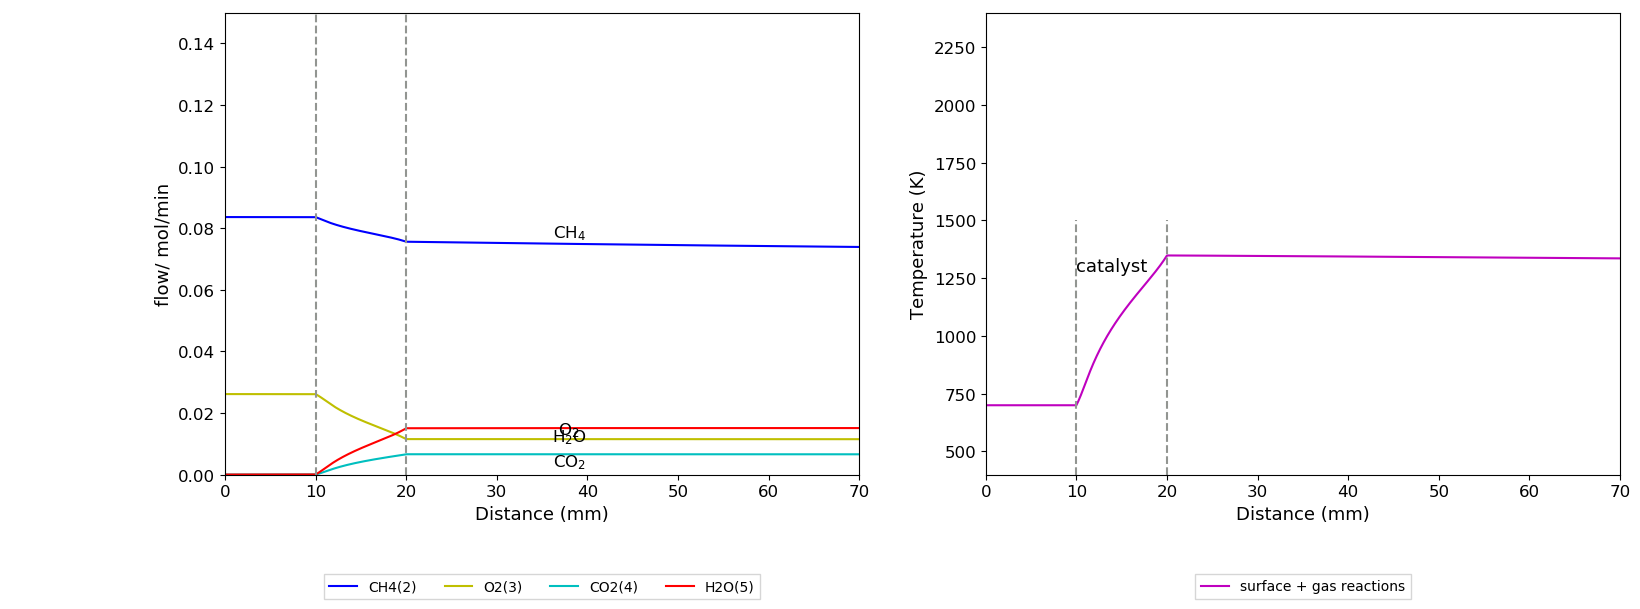 flow/ mol/min
0.14
0.12
0.10
0.08
0.06
0.04
0.02
0.00
CH₄
O₂
H₂O
CO₂
0 10 20 30 40 50 60 70
Distance (mm)
CH4(2) O2(3) CO2(4) H2O(5)
Temperature (K)
2250
2000
1750
1500
1250
1000
750
500
catalyst
0 10 20 30 40 50 60 70
Distance (mm)
surface + gas reactions